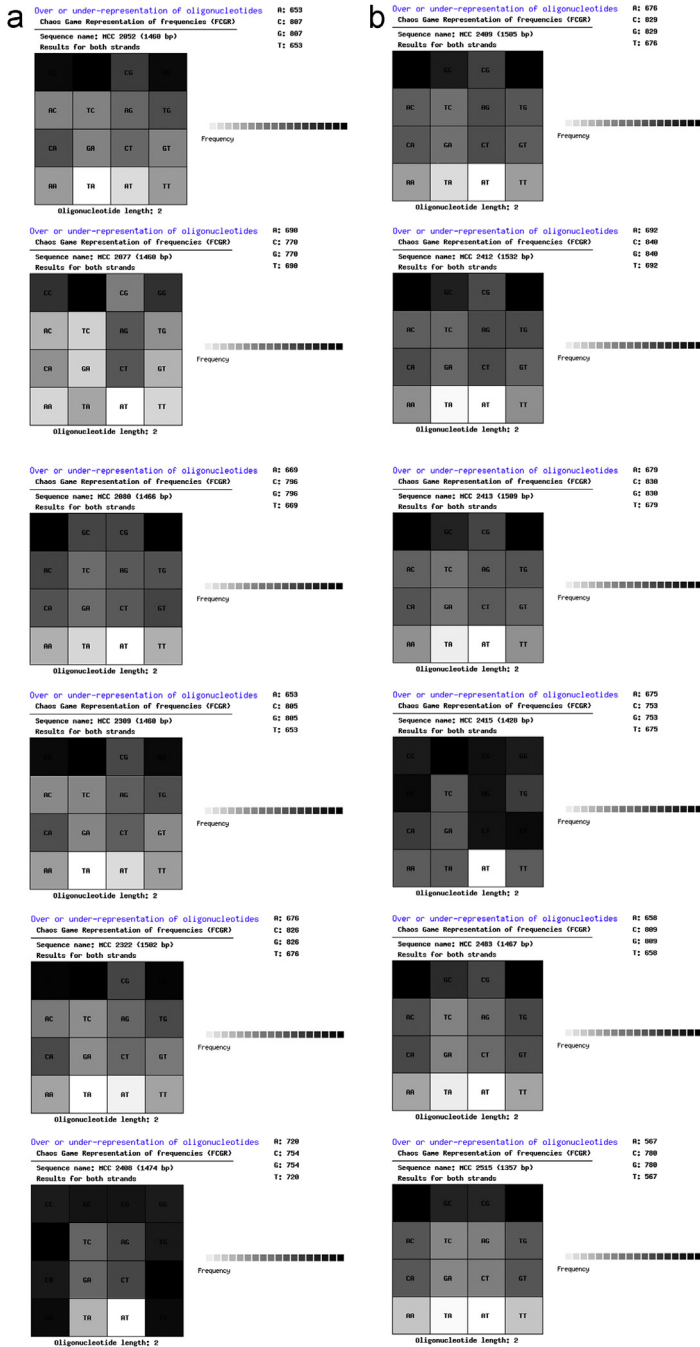 a
Over or under-representation of oligonucleotides
Chaos Game Representation of frequencies (FCGR)
Sequence name: MCC 2052 (1460 bp)
Results for both strands
A: 653
C: 807
G: 807
T: 653
CG
AC TC AG TG
CA GA CT GT
AA TA AT TT
Frequency
Oligonucleotide length: 2
Over or under-representation of oligonucleotides
Chaos Game Representation of frequencies (FCGR)
Sequence name: MCC 2077 (1460 bp)
Results for both strands
A: 690
C: 770
G: 770
T: 690
CC CG GG
AC TC AG TG
CA GA CT GT
AA TA AT TT
Frequency
Oligonucleotide length: 2
Over or under-representation of oligonucleotides
Chaos Game Representation of frequencies (FCGR)
Sequence name: MCC 2080 (1466 bp)
Results for both strands
A: 669
C: 796
G: 796
T: 669
GC CG
AC TC AG TG
CA GA CT GT
AA TA AT TT
Frequency
Oligonucleotide length: 2
Over or under-representation of oligonucleotides
Chaos Game Representation of frequencies (FCGR)
Sequence name: MCC 2309 (1460 bp)
Results for both strands
A: 653
C: 805
G: 805
T: 653
CG
AC TC AG TG
CA GA CT GT
AA TA AT TT
Frequency
Oligonucleotide length: 2
Over or under-representation of oligonucleotides
Chaos Game Representation of frequencies (FCGR)
Sequence name: MCC 2322 (1502 bp)
Results for both strands
A: 676
C: 826
G: 826
T: 676
CG
AC TC AG TG
CA GA CT GT
AA TA AT TT
Frequency
Oligonucleotide length: 2
Over or under-representation of oligonucleotides
Chaos Game Representation of frequencies (FCGR)
Sequence name: MCC 2408 (1474 bp)
Results for both strands
A: 720
C: 754
G: 754
T: 720
CC GC CG GG
TC AG TG
CA GA CT
TA AT
Frequency
Oligonucleotide length: 2
b
Over or under-representation of oligonucleotides
Chaos Game Representation of frequencies (FCGR)
Sequence name: MCC 2409 (1505 bp)
Results for both strands
A: 676
C: 829
G: 829
T: 676
GC CG
AC TC AG TG
CA GA CT GT
AA TA AT TT
Frequency
Oligonucleotide length: 2
Over or under-representation of oligonucleotides
Chaos Game Representation of frequencies (FCGR)
Sequence name: MCC 2412 (1532 bp)
Results for both strands
A: 692
C: 840
G: 840
T: 692
GC CG
AC TC AG TG
CA GA CT GT
AA TA AT TT
Frequency
Oligonucleotide length: 2
Over or under-representation of oligonucleotides
Chaos Game Representation of frequencies (FCGR)
Sequence name: MCC 2413 (1509 bp)
Results for both strands
A: 679
C: 830
G: 830
T: 679
GC CG
AC TC AG TG
CA GA CT GT
AA TA AT TT
Frequency
Oligonucleotide length: 2
Over or under-representation of oligonucleotides
Chaos Game Representation of frequencies (FCGR)
Sequence name: MCC 2415 (1428 bp)
Results for both strands
A: 675
C: 753
G: 753
T: 675
CC CG GG
TC AG TG
CA GA
AA TA AT TT
Frequency
Oligonucleotide length: 2
Over or under-representation of oligonucleotides
Chaos Game Representation of frequencies (FCGR)
Sequence name: MCC 2483 (1467 bp)
Results for both strands
A: 658
C: 809
G: 809
T: 658
GC CG
AC TC AG TG
CA GA CT GT
AA TA AT TT
Frequency
Oligonucleotide length: 2
Over or under-representation of oligonucleotides
Chaos Game Representation of frequencies (FCGR)
Sequence name: MCC 2515 (1357 bp)
Results for both strands
A: 567
C: 780
G: 780
T: 567
GC CG
AC TC AG TG
CA GA CT GT
AA TA AT TT
Frequency
Oligonucleotide length: 2